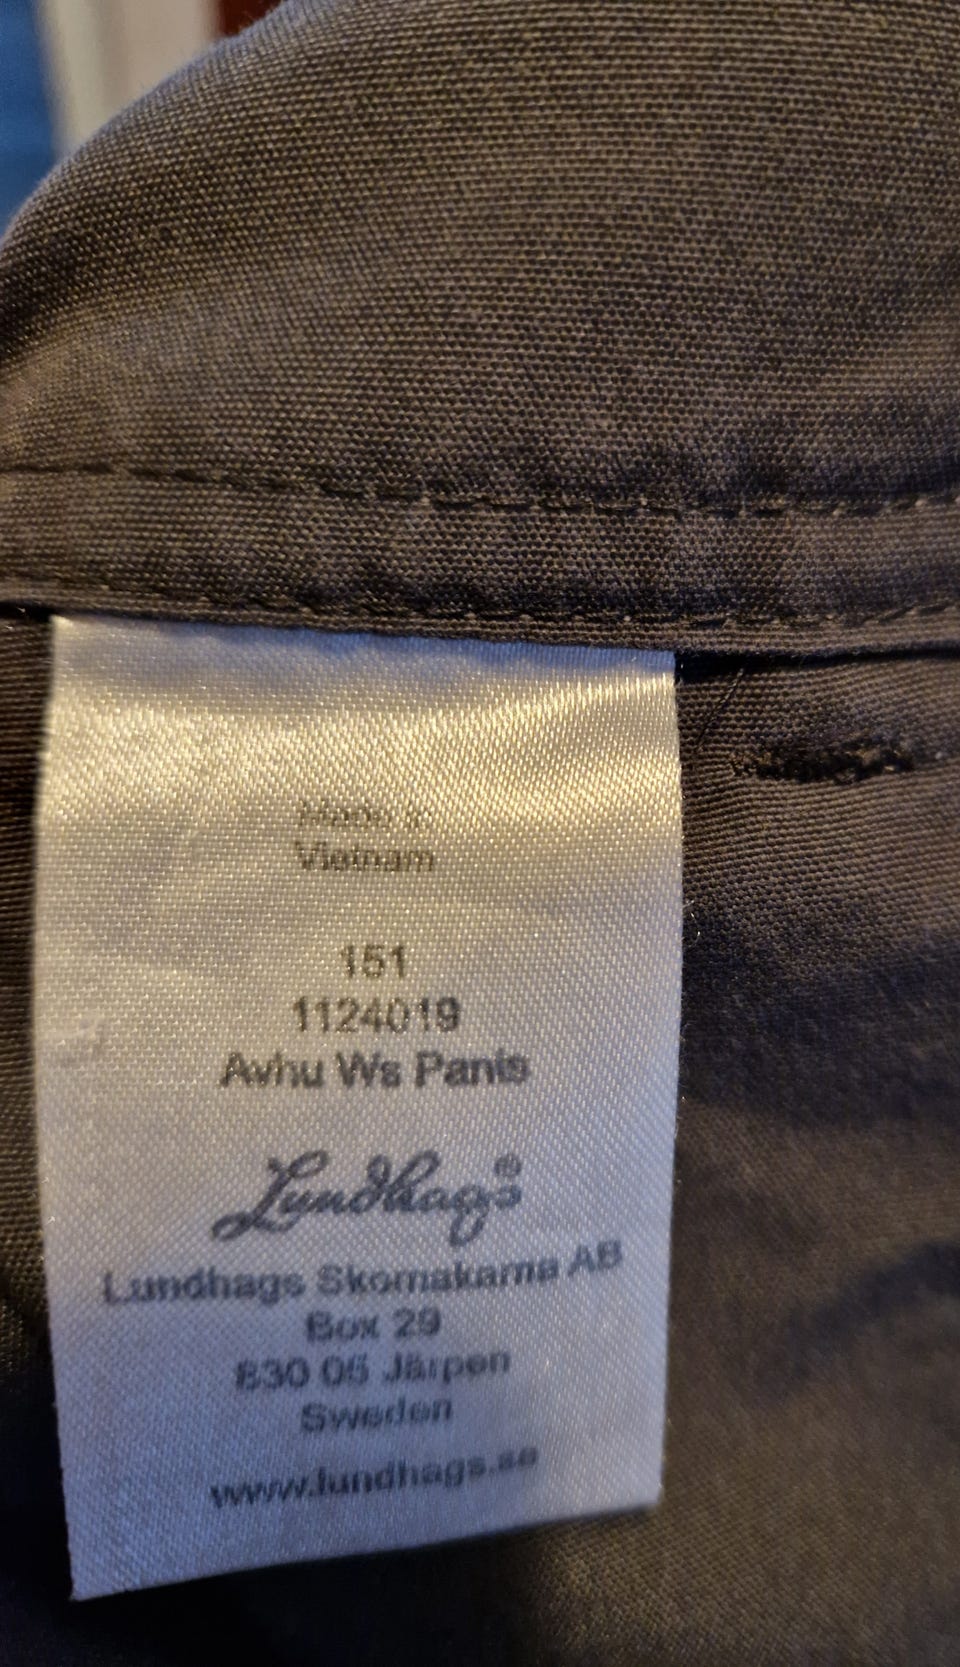 Made in
Vietnam
151
1124019
Avhu Ws Pants
Lundhags®
Lundhags Skomakarna AB
Box 29
830 05 Järpen
Sweden
www.lundhags.se